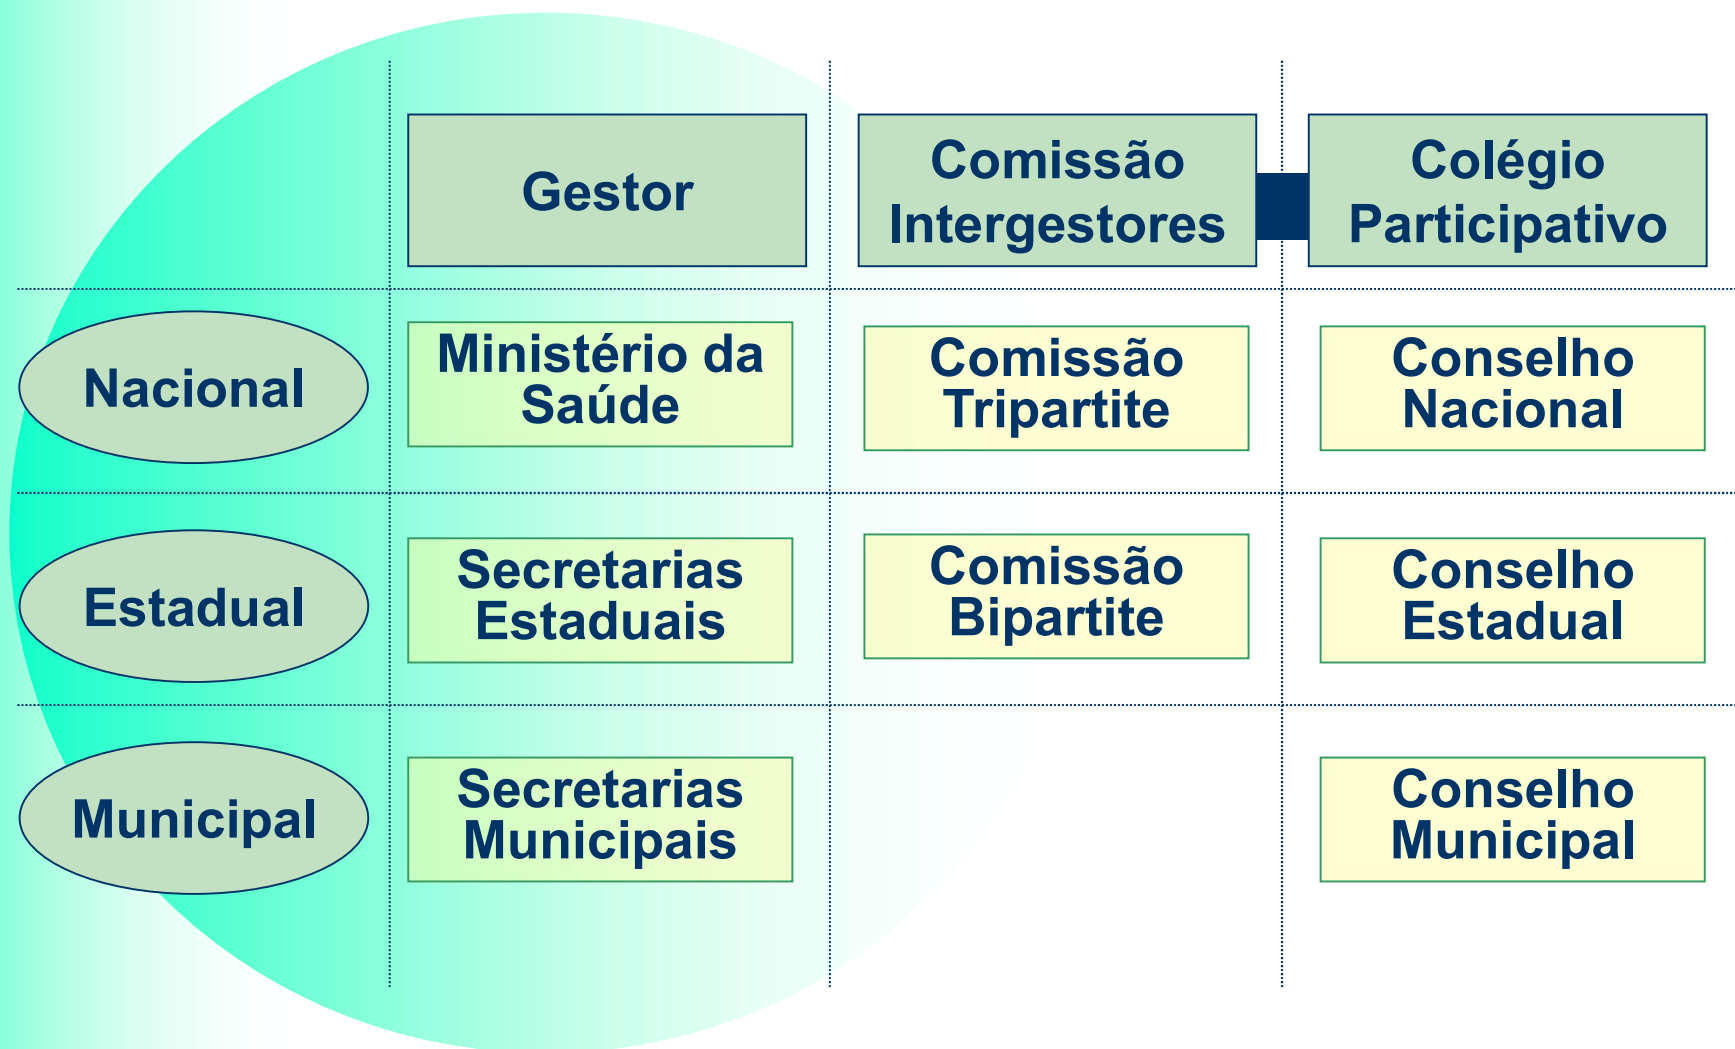 Gestor
Comissão
Intergestores
Colégio
Participativo
Nacional
Ministério da
Saúde
Comissão
Tripartite
Conselho
Nacional
Estadual
Secretarias
Estaduais
Comissão
Bipartite
Conselho
Estadual
Municipal
Secretarias
Municipais
Conselho
Municipal